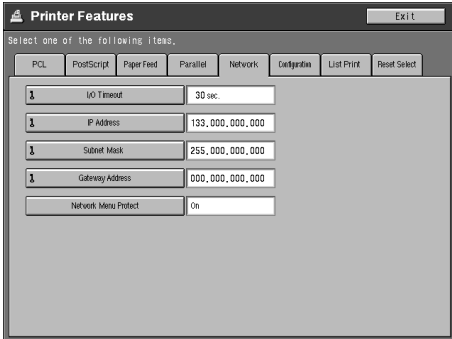 Printer Features
Exit
Select one of the following items.
PCL
PostScript
Paper Feed
Parallel
Network
Configuration
List Print
Reset Select
I/O Timeout
30 sec.
IP Address
133.000.000.000
Subnet Mask
255.000.000.000
Gateway Address
000.000.000.000
Network Menu Protect
On